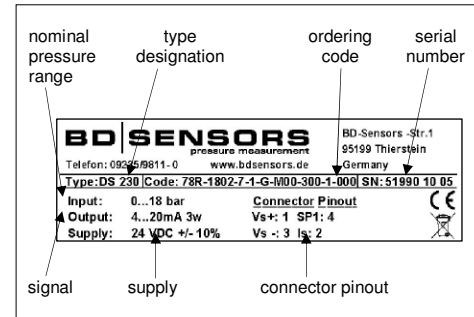 nominal pressure range
type designation
ordering code
serial number
BD SENSORS
pressure measurement
BD-Sensors -Str.1
95199 Thierstein
Germany
Telefon: 09235/9811- 0 www.bdsensors.de
Type:DS 230 Code: 78R-1802-7-1-G-M00-300-1-000 SN: 51990 10 05
Input: 0...18 bar Connector Pinout
Output: 4...20mA 3w Vs+: 1 SP1: 4
Supply: 24 VDC +/- 10% Vs -: 3 Is: 2
CE
signal
supply
connector pinout